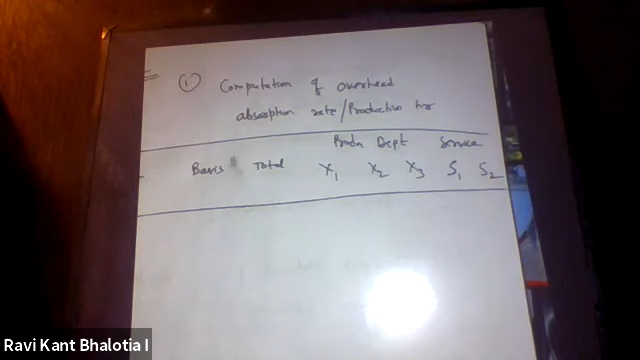 ① Computation of overhead
absorption rate/Production hr
Prodn Dept Service
Basis Total X1 X2 X3 S1 S2
Ravi Kant Bhalotia I